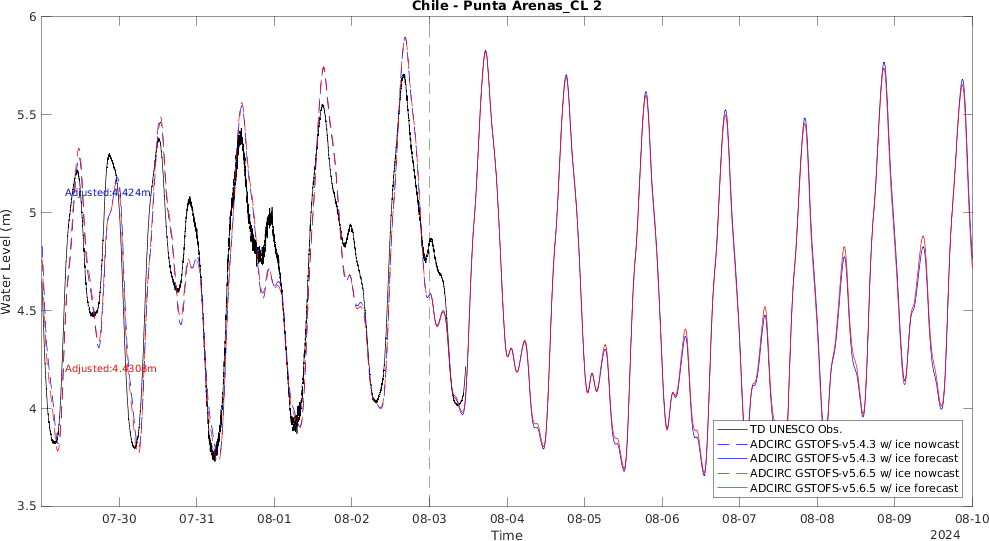 Chile - Punta Arenas_CL 2
6
5.5
5
4.5
4
3.5
Water Level (m)
Adjusted:4.424m
Adjusted:4.4308m
TD UNESCO Obs.
ADCIRC GSTOFS-v5.4.3 w/ ice nowcast
ADCIRC GSTOFS-v5.4.3 w/ ice forecast
ADCIRC GSTOFS-v5.6.5 w/ ice nowcast
ADCIRC GSTOFS-v5.6.5 w/ ice forecast
07-30 07-31 08-01 08-02 08-03 08-04 08-05 08-06 08-07 08-08 08-09 08-10
Time
2024